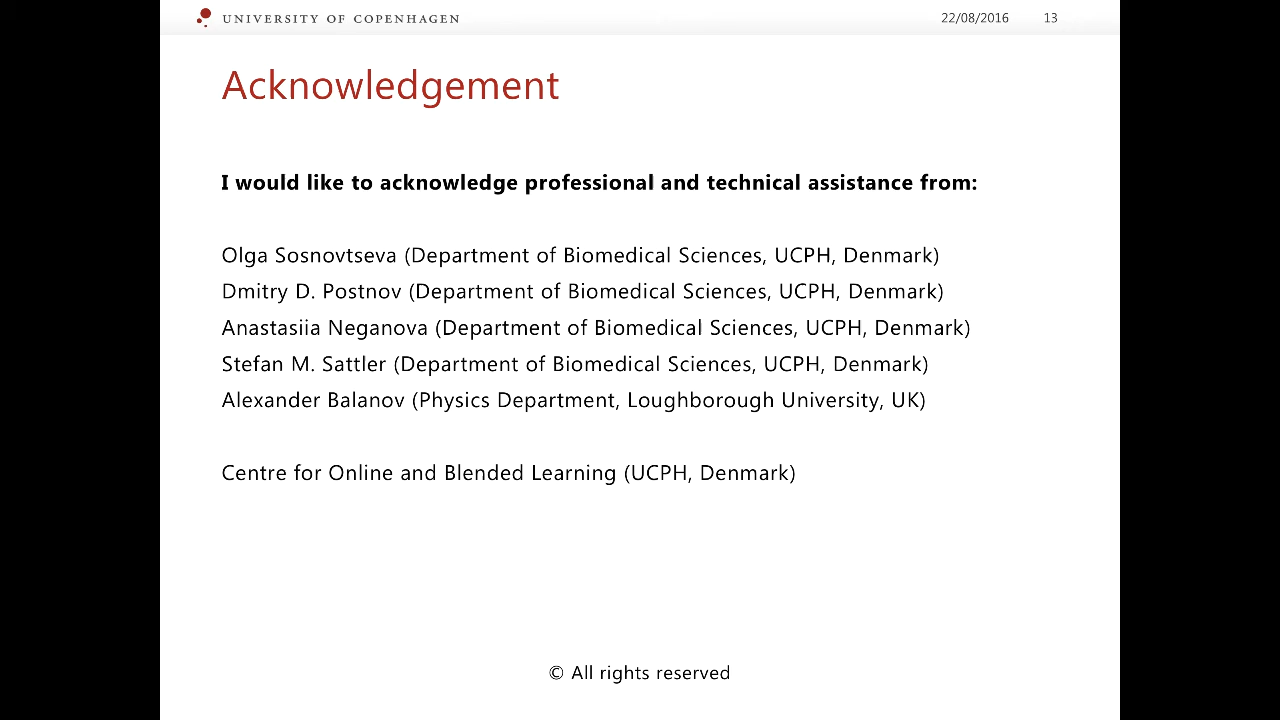 UNIVERSITY OF COPENHAGEN 22/08/2016 13
Acknowledgement
I would like to acknowledge professional and technical assistance from:
Olga Sosnovtseva (Department of Biomedical Sciences, UCPH, Denmark)
Dmitry D. Postnov (Department of Biomedical Sciences, UCPH, Denmark)
Anastasiia Neganova (Department of Biomedical Sciences, UCPH, Denmark)
Stefan M. Sattler (Department of Biomedical Sciences, UCPH, Denmark)
Alexander Balanov (Physics Department, Loughborough University, UK)
Centre for Online and Blended Learning (UCPH, Denmark)
© All rights reserved